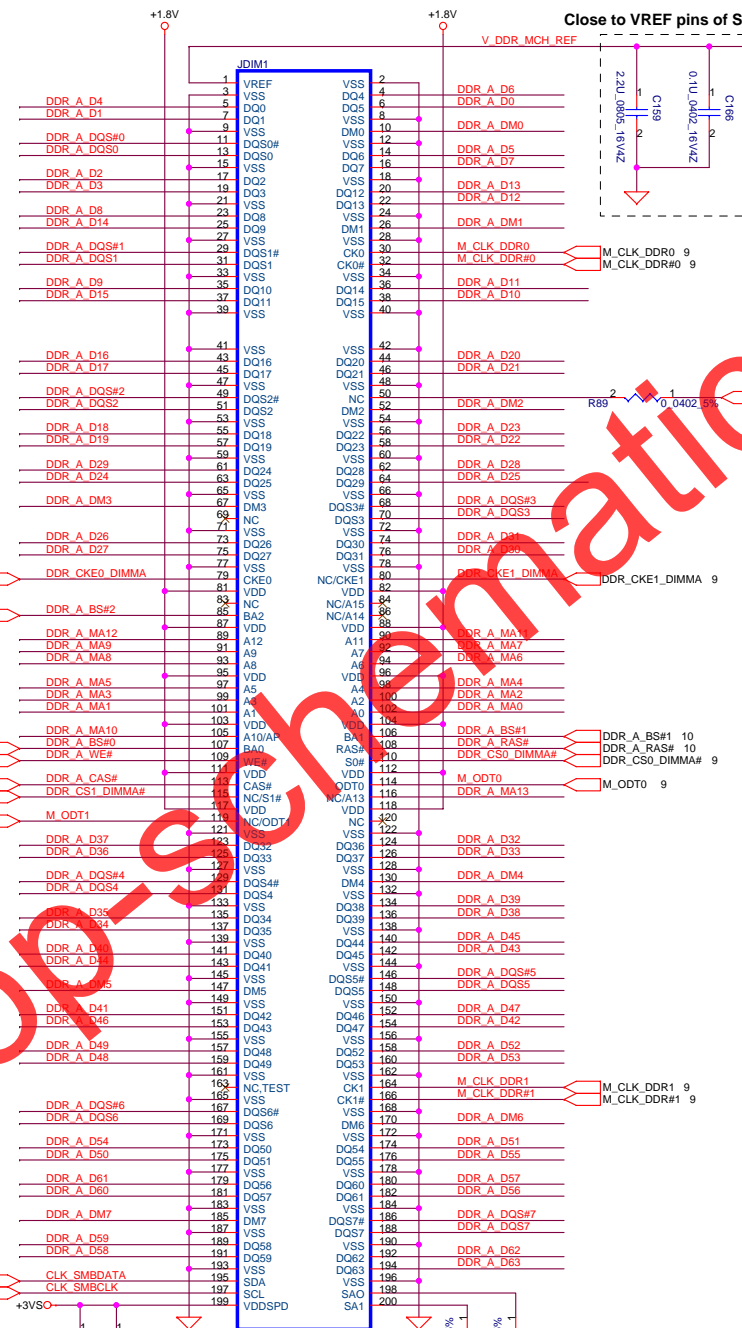 +1.8V +1.8V Close to VREF pins of S
V_DDR_MCH_REF
JDIM1
1 VREF VSS 2
3 VSS DQ4 4 DDR_A_D6
DDR_A_D4 5 DQ0 DQ5 6 DDR_A_D0
DDR_A_D1 7 DQ1 VSS 8
9 VSS DM0 10 DDR_A_DM0
DDR_A_DQS#0 11 DQS0# VSS 12
DDR_A_DQS0 13 DQS0 DQ6 14 DDR_A_D5
15 VSS DQ7 16 DDR_A_D7
DDR_A_D2 17 DQ2 VSS 18
DDR_A_D3 19 DQ3 DQ12 20 DDR_A_D13
21 VSS DQ13 22 DDR_A_D12
DDR_A_D8 23 DQ8 VSS 24
DDR_A_D14 25 DQ9 DM1 26 DDR_A_DM1
27 VSS VSS 28
DDR_A_DQS#1 29 DQS1# CK0 30 M_CLK_DDR0 M_CLK_DDR0 9
DDR_A_DQS1 31 DQS1 CK0# 32 M_CLK_DDR#0 M_CLK_DDR#0 9
33 VSS VSS 34
DDR_A_D9 35 DQ10 DQ14 36 DDR_A_D11
DDR_A_D15 37 DQ11 DQ15 38 DDR_A_D10
39 VSS VSS 40
2.2U_0805_16V4Z
1 C159 2
0.1U_0402_16V4Z
1 C166 2
41 VSS VSS 42
DDR_A_D16 43 DQ16 DQ20 44 DDR_A_D20
DDR_A_D17 45 DQ17 DQ21 46 DDR_A_D21
47 VSS VSS 48
DDR_A_DQS#2 49 DQS2# NC 50 2 1
DDR_A_DQS2 51 DQS2 DM2 52 DDR_A_DM2 R89 0_0402_5%
53 VSS VSS 54
DDR_A_D18 55 DQ18 DQ22 56 DDR_A_D23
DDR_A_D19 57 DQ19 DQ23 58 DDR_A_D22
59 VSS VSS 60
DDR_A_D29 61 DQ24 DQ28 62 DDR_A_D28
DDR_A_D24 63 DQ25 DQ29 64 DDR_A_D25
65 VSS VSS 66
DDR_A_DM3 67 DM3 DQS3# 68 DDR_A_DQS#3
69 NC DQS3 70 DDR_A_DQS3
71 VSS VSS 72
DDR_A_D26 73 DQ26 DQ30 74 DDR_A_D31
DDR_A_D27 75 DQ27 DQ31 76 DDR_A_D30
77 VSS VSS 78
DDR_CKE0_DIMMA 79 CKE0 NC/CKE1 80 DDR_CKE1_DIMMA DDR_CKE1_DIMMA 9
81 VDD VDD 82
83 NC NC/A15 84
DDR_A_BS#2 85 BA2 NC/A14 86
87 VDD VDD 88
DDR_A_MA12 89 A12 A11 90 DDR_A_MA11
DDR_A_MA9 91 A9 A7 92 DDR_A_MA7
DDR_A_MA8 93 A8 A6 94 DDR_A_MA6
95 VDD VDD 96
DDR_A_MA5 97 A5 A4 98 DDR_A_MA4
DDR_A_MA3 99 A3 A2 100 DDR_A_MA2
DDR_A_MA1 101 A1 A0 102 DDR_A_MA0
103 VDD VDD 104
DDR_A_MA10 105 A10/AP BA1 106 DDR_A_BS#1 DDR_A_BS#1 10
DDR_A_BS#0 107 BA0 RAS# 108 DDR_A_RAS# DDR_A_RAS# 10
DDR_A_WE# 109 WE# S0# 110 DDR_CS0_DIMMA# DDR_CS0_DIMMA# 9
111 VDD VDD 112
DDR_A_CAS# 113 CAS# ODT0 114 M_ODT0 M_ODT0 9
DDR_CS1_DIMMA# 115 NC/S1# NC/A13 116 DDR_A_MA13
117 VDD VDD 118
M_ODT1 119 NC/ODT1 NC 120
121 VSS VSS 122
DDR_A_D37 123 DQ32 DQ36 124 DDR_A_D32
DDR_A_D36 125 DQ33 DQ37 126 DDR_A_D33
127 VSS VSS 128
DDR_A_DQS#4 129 DQS4# DM4 130 DDR_A_DM4
DDR_A_DQS4 131 DQS4 VSS 132
133 VSS DQ38 134 DDR_A_D39
DDR_A_D35 135 DQ34 DQ39 136 DDR_A_D38
DDR_A_D34 137 DQ35 VSS 138
139 VSS DQ44 140 DDR_A_D45
DDR_A_D40 141 DQ40 DQ45 142 DDR_A_D43
DDR_A_D44 143 DQ41 VSS 144
145 VSS DQS5# 146 DDR_A_DQS#5
DDR_A_DM5 147 DM5 DQS5 148 DDR_A_DQS5
149 VSS VSS 150
DDR_A_D41 151 DQ42 DQ46 152 DDR_A_D47
DDR_A_D46 153 DQ43 DQ47 154 DDR_A_D42
155 VSS VSS 156
DDR_A_D49 157 DQ48 DQ52 158 DDR_A_D52
DDR_A_D48 159 DQ49 DQ53 160 DDR_A_D53
161 VSS VSS 162
163 NC,TEST CK1 164 M_CLK_DDR1 M_CLK_DDR1 9
165 VSS CK1# 166 M_CLK_DDR#1 M_CLK_DDR#1 9
DDR_A_DQS#6 167 DQS6# VSS 168
DDR_A_DQS6 169 DQS6 DM6 170 DDR_A_DM6
171 VSS VSS 172
DDR_A_D54 173 DQ50 DQ54 174 DDR_A_D51
DDR_A_D50 175 DQ51 DQ55 176 DDR_A_D55
177 VSS VSS 178
DDR_A_D61 179 DQ56 DQ60 180 DDR_A_D57
DDR_A_D60 181 DQ57 DQ61 182 DDR_A_D56
183 VSS VSS 184
DDR_A_DM7 185 DM7 DQS7# 186 DDR_A_DQS#7
187 VSS DQS7 188 DDR_A_DQS7
DDR_A_D59 189 DQ58 VSS 190
DDR_A_D58 191 DQ59 DQ62 192 DDR_A_D62
193 VSS DQ63 194 DDR_A_D63
CLK_SMBDATA 195 SDA VSS 196
CLK_SMBCLK 197 SCL SAO 198
+3VS 199 VDDSPD SA1 200
1 1 % 1 % 1
op-schematic